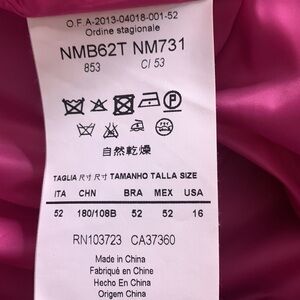 O.F.A-2013-04018-001-52
Ordine stagionale
NMB62T NM731
853 C/ 53
自然乾燥
TAGLIA 尺寸 尺寸 TAMANHO TALLA SIZE
ITA CHN BRA MEX USA
52 180/108B 52 52 16
RN103723 CA37360
Made in China
Fabriqué en Chine
Hecho En China
Origem China